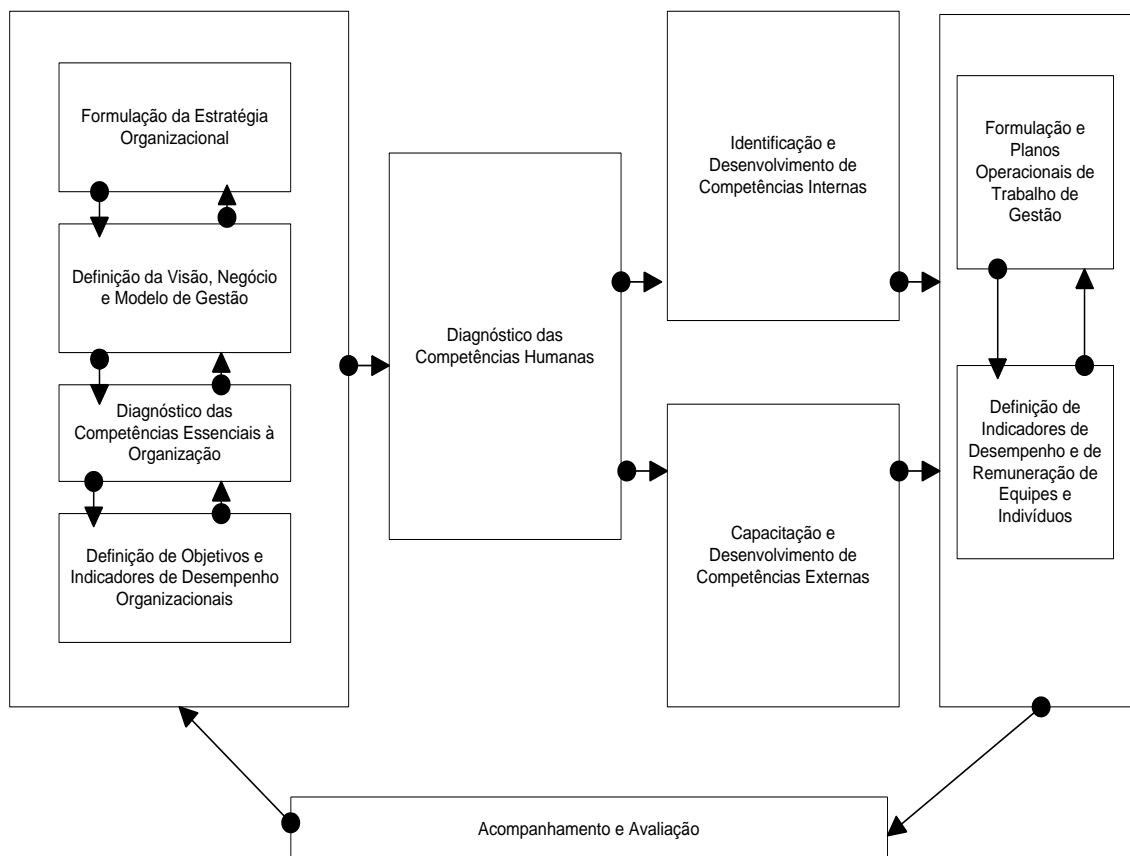 Formulação da Estratégia
Organizacional
Definição da Visão, Negócio
e Modelo de Gestão
Diagnóstico das
Competências Essenciais à
Organização
Definição de Objetivos e
Indicadores de Desempenho
Organizacionais
Diagnóstico das
Competências Humanas
Identificação e
Desenvolvimento de
Competências Internas
Capacitação e
Desenvolvimento de
Competências Externas
Formulação e
Planos
Operacionais de
Trabalho de
Gestão
Definição de
Indicadores de
Desempenho e de
Remuneração de
Equipes e
Indivíduos
Acompanhamento e Avaliação